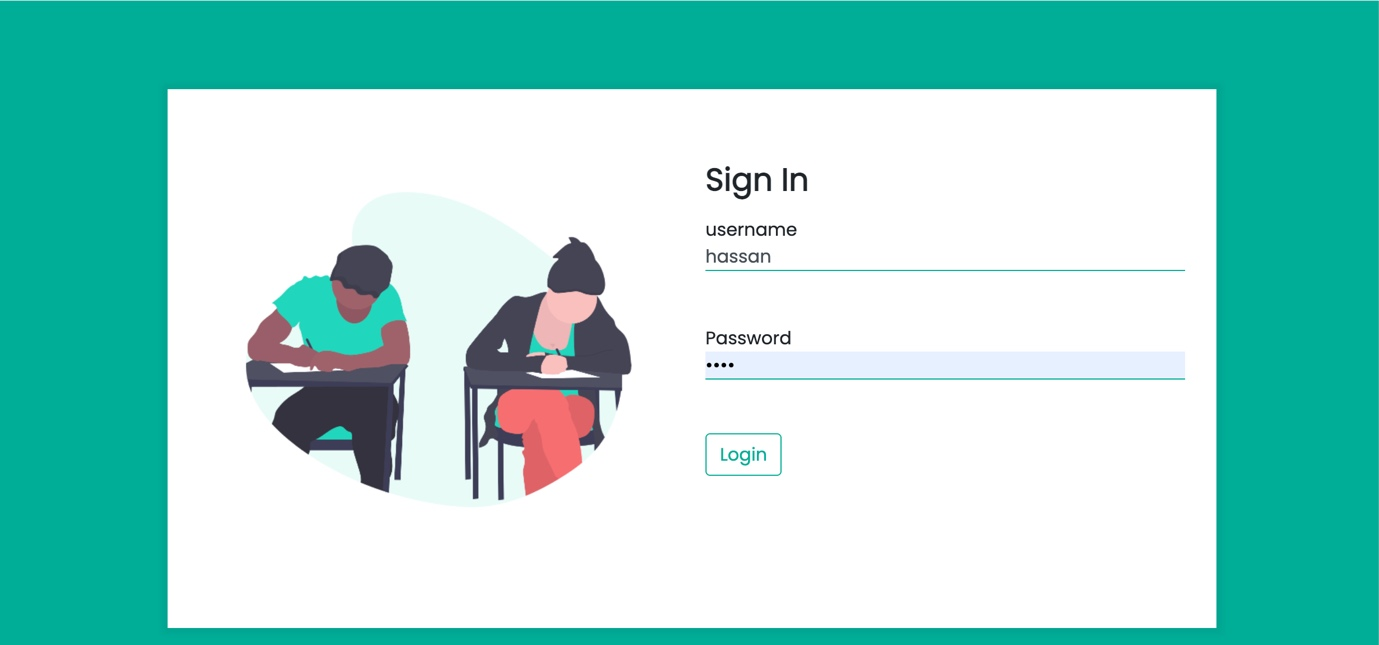 Sign In
username
hassan
Password
••••
Login